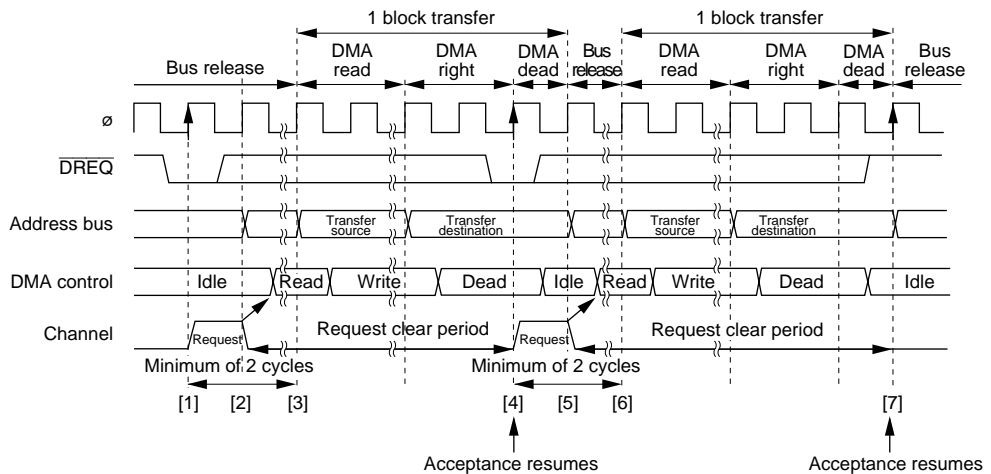 1 block transfer 1 block transfer
Bus release DMA read DMA right DMA dead Bus release DMA read DMA right DMA dead Bus release
ø
DREQ
Address bus Transfer source Transfer destination Transfer source Transfer destination
DMA control Idle Read Write Dead Idle Read Write Dead Idle
Channel Request Request clear period Request Request clear period
Minimum of 2 cycles Minimum of 2 cycles
[1] [2] [3] [4] [5] [6] [7]
Acceptance resumes Acceptance resumes